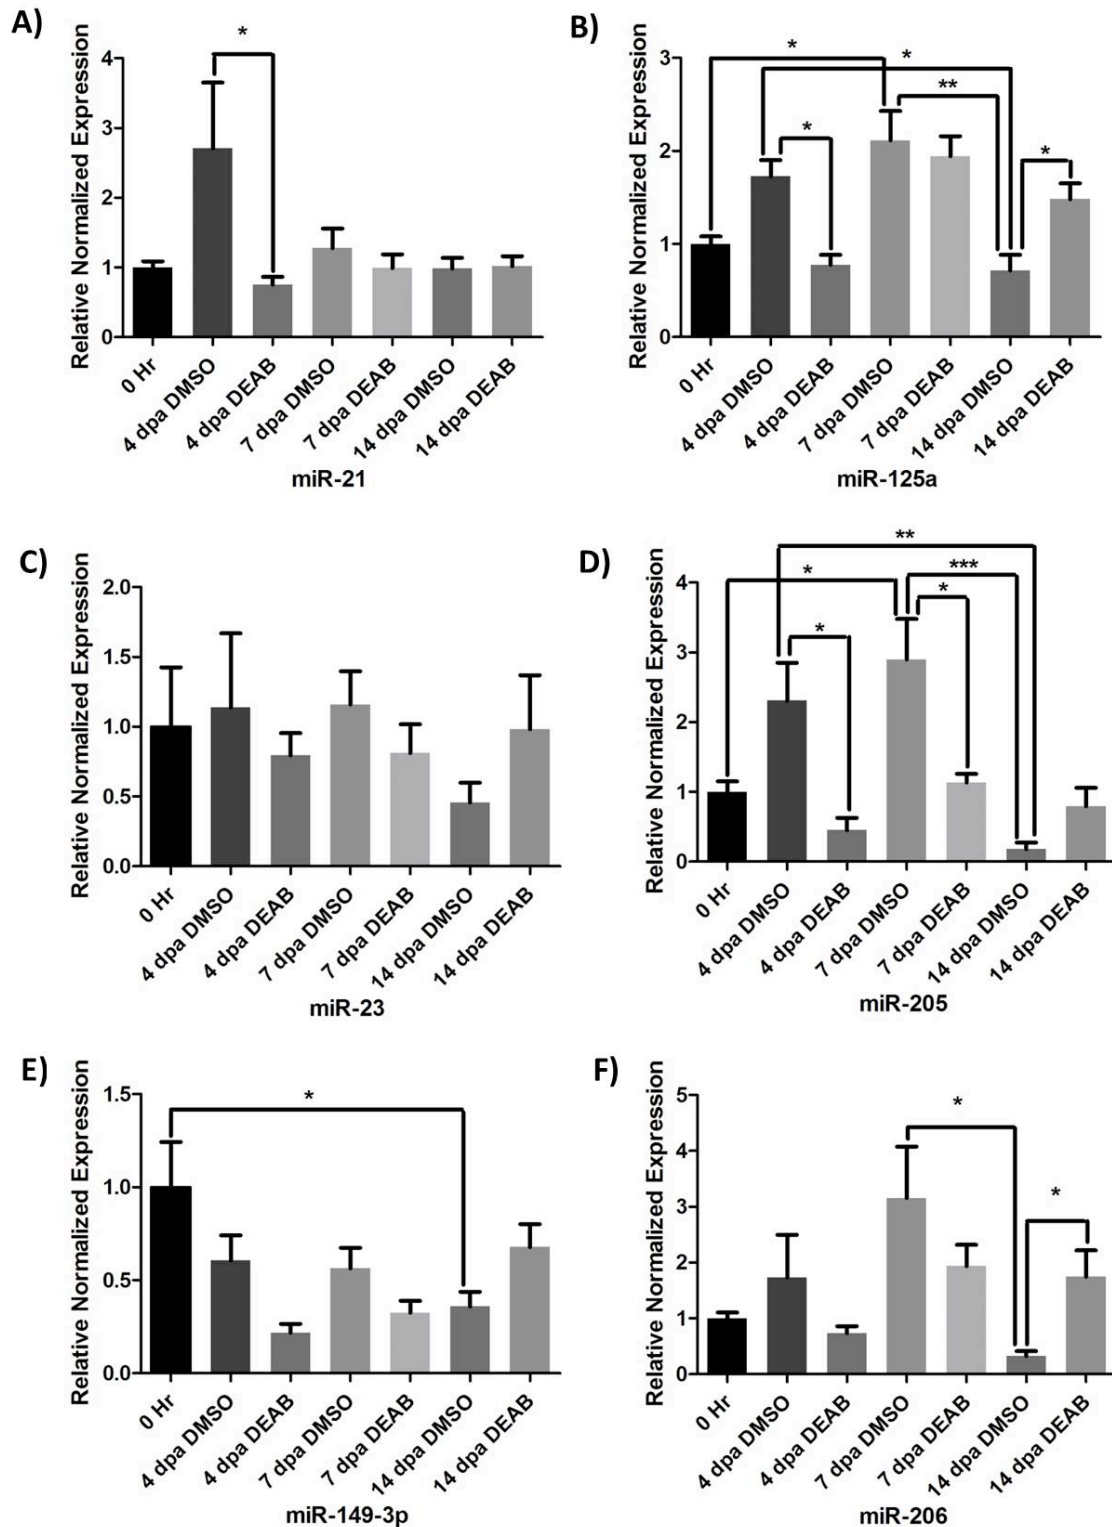 A)
Relative Normalized Expression
4
3
2
1
0
*
0 Hr
4 dpa DMSO
4 dpa DEAB
7 dpa DMSO
7 dpa DEAB
14 dpa DMSO
14 dpa DEAB
miR-21
B)
Relative Normalized Expression
3
2
1
0
*
*
**
*
*
0 Hr
4 dpa DMSO
4 dpa DEAB
7 dpa DMSO
7 dpa DEAB
14 dpa DMSO
14 dpa DEAB
miR-125a
C)
Relative Normalized Expression
2.0
1.5
1.0
0.5
0.0
0 Hr
4 dpa DMSO
4 dpa DEAB
7 dpa DMSO
7 dpa DEAB
14 dpa DMSO
14 dpa DEAB
miR-23
D)
Relative Normalized Expression
4
3
2
1
0
**
*
***
*
*
0 Hr
4 dpa DMSO
4 dpa DEAB
7 dpa DMSO
7 dpa DEAB
14 dpa DMSO
14 dpa DEAB
miR-205
E)
Relative Normalized Expression
1.5
1.0
0.5
0.0
*
0 Hr
4 dpa DMSO
4 dpa DEAB
7 dpa DMSO
7 dpa DEAB
14 dpa DMSO
14 dpa DEAB
miR-149-3p
F)
Relative Normalized Expression
5
4
3
2
1
0
*
*
0 Hr
4 dpa DMSO
4 dpa DEAB
7 dpa DMSO
7 dpa DEAB
14 dpa DMSO
14 dpa DEAB
miR-206